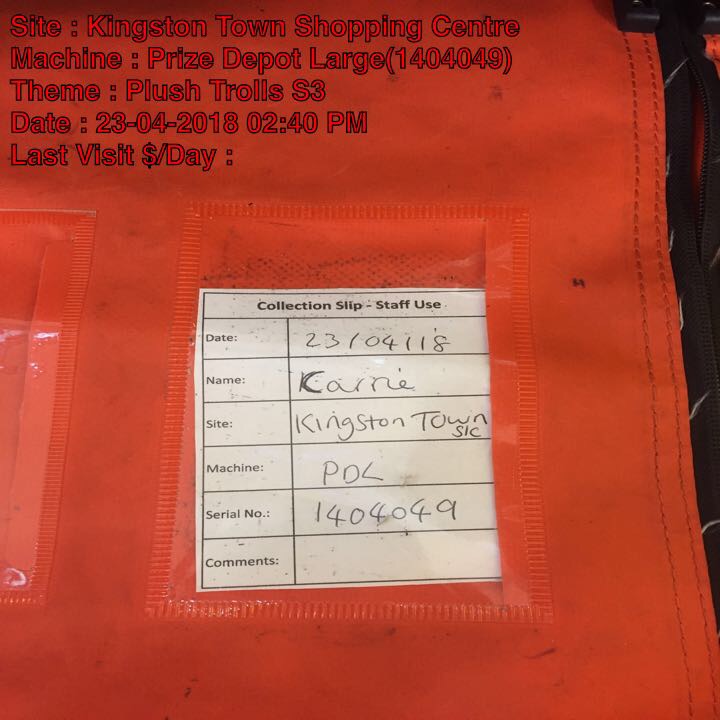 Site : Kingston Town Shopping Centre
Machine : Prize Depot Large(1404049)
Theme : Plush Trolls S3
Date : 23-04-2018 02:40 PM
Last Visit $/Day :
Collection Slip - Staff Use
Date: 23/04/18
Name: Carrie
Site: Kingston Town
S/C
Machine: PDL
Serial No.: 1404049
Comments: